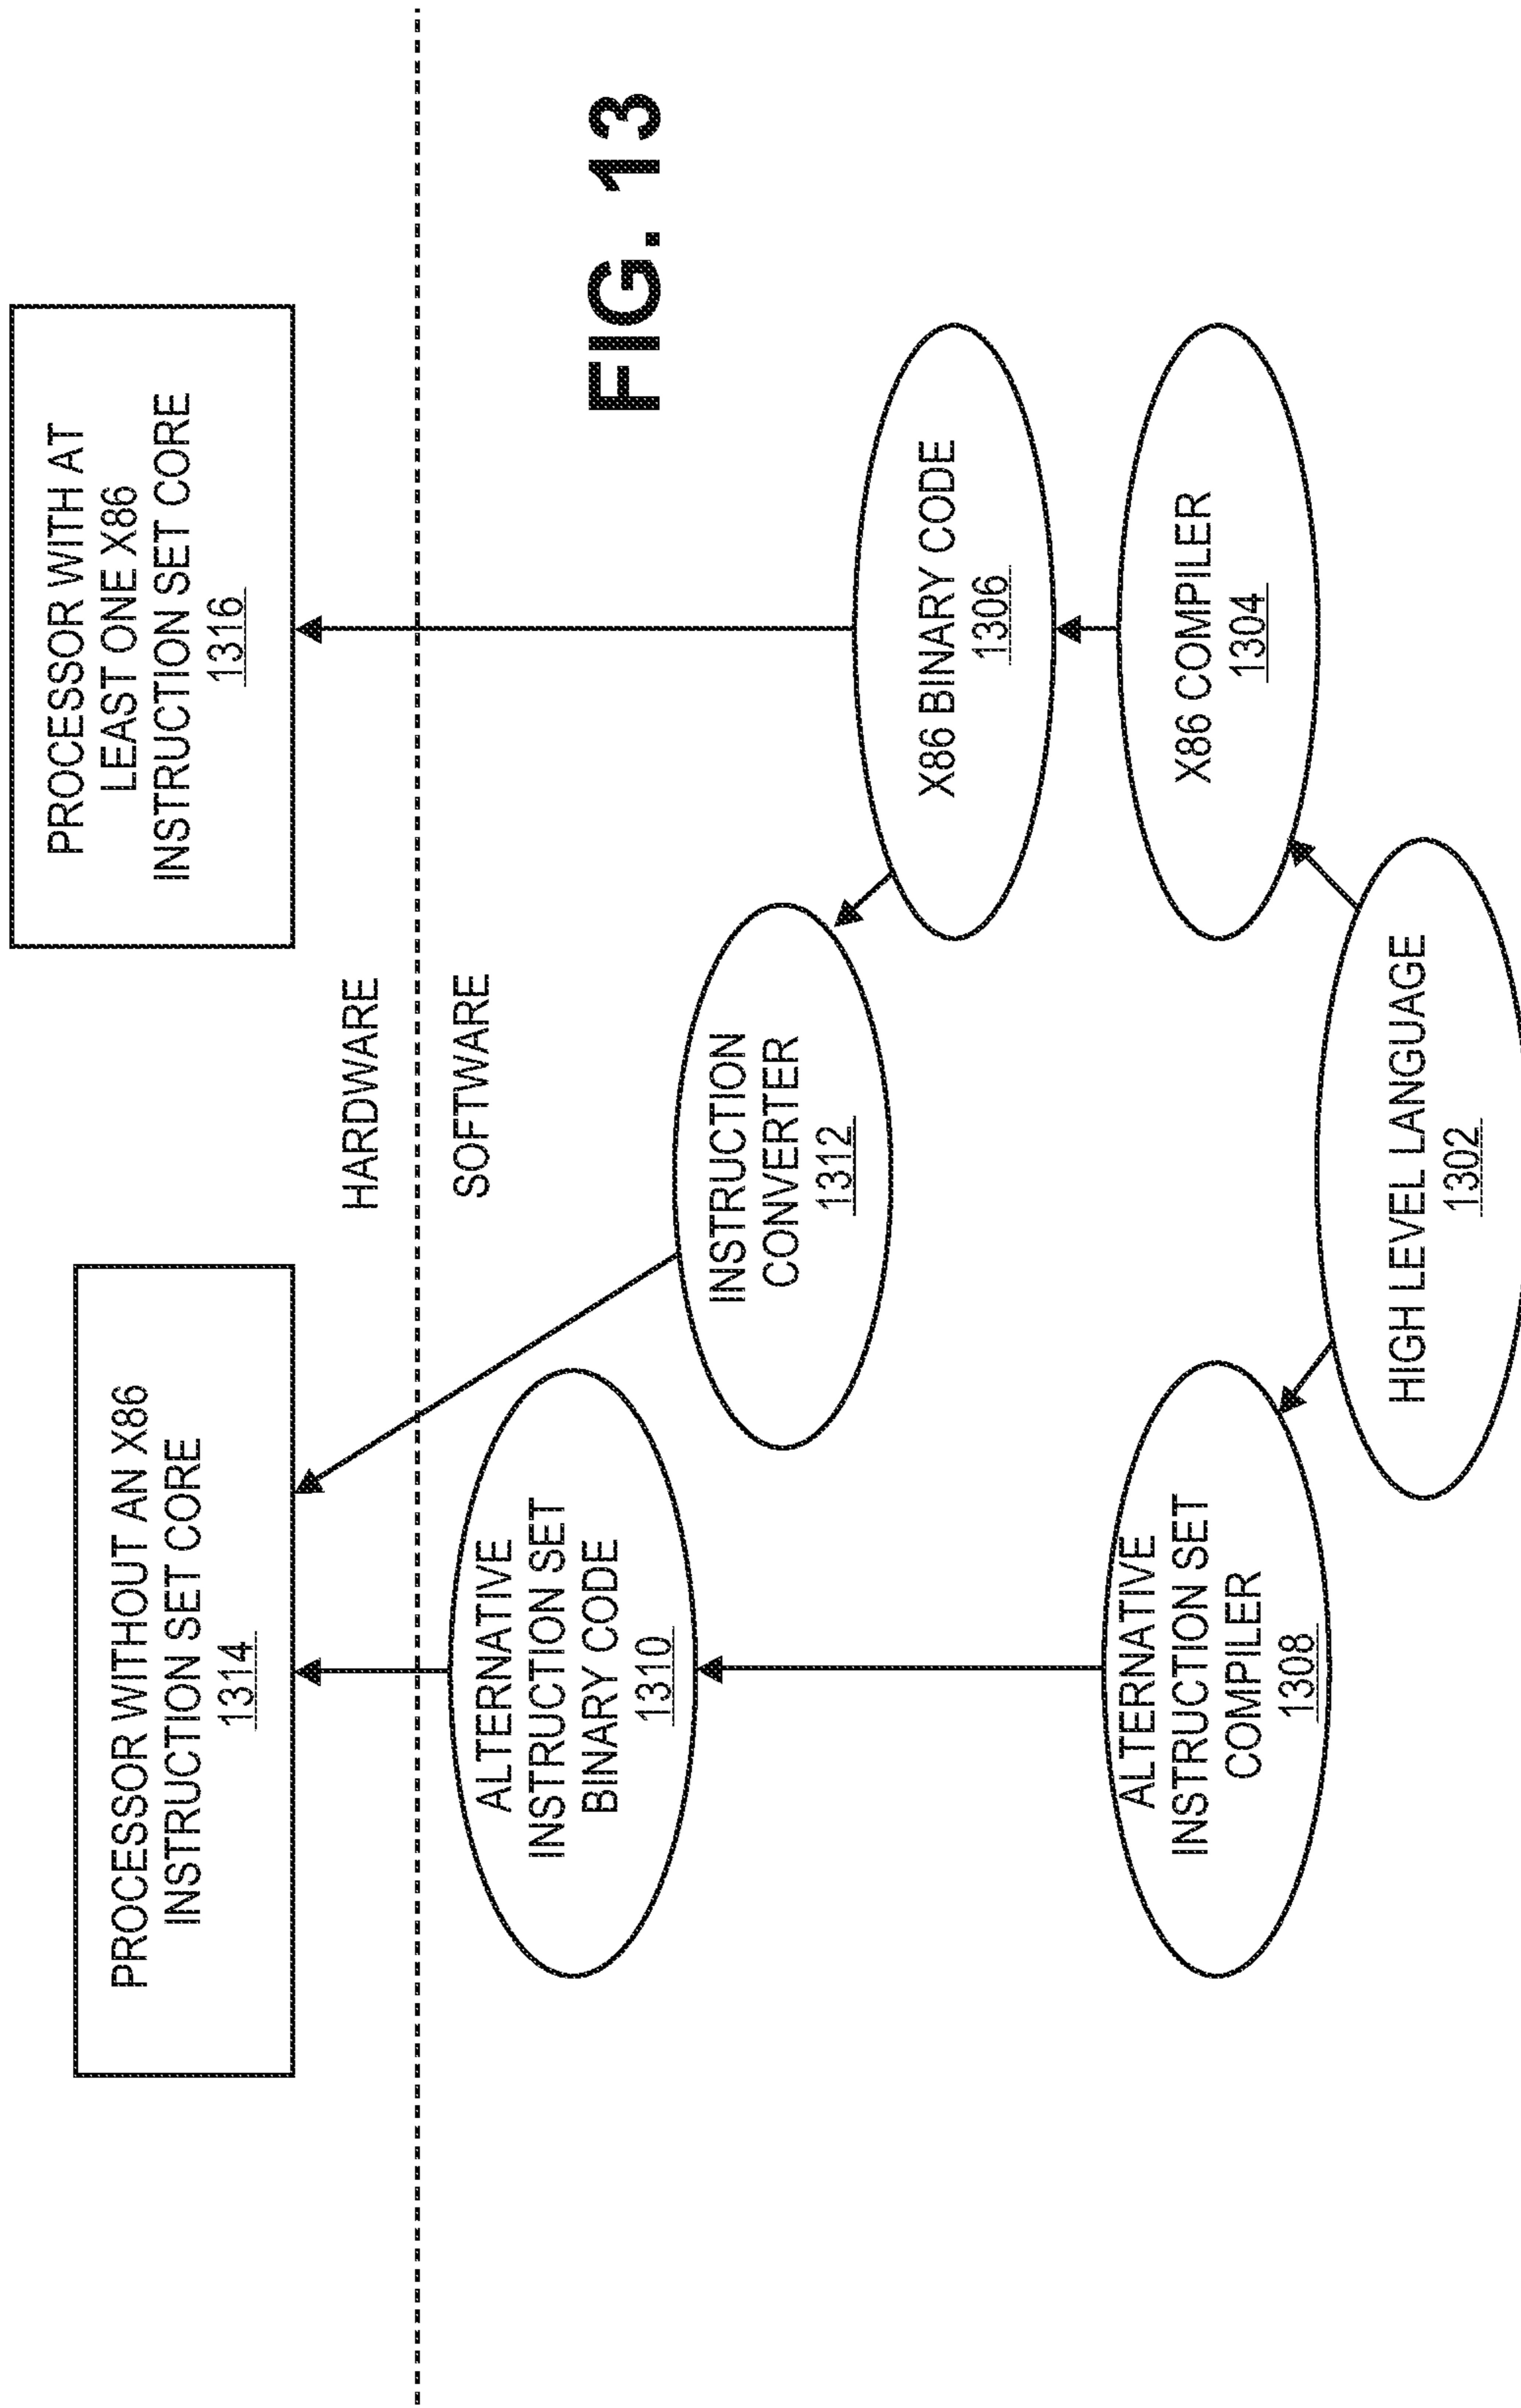 PROCESSOR WITHOUT AN X86
INSTRUCTION SET CORE
1314
PROCESSOR WITH AT
LEAST ONE X86
INSTRUCTION SET CORE
1316
HARDWARE
SOFTWARE
ALTERNATIVE
INSTRUCTION SET
BINARY CODE
1310
INSTRUCTION
CONVERTER
1312
FIG. 13
X86 BINARY CODE
1306
ALTERNATIVE
INSTRUCTION SET
COMPILER
1308
X86 COMPILER
1304
HIGH LEVEL LANGUAGE
1302